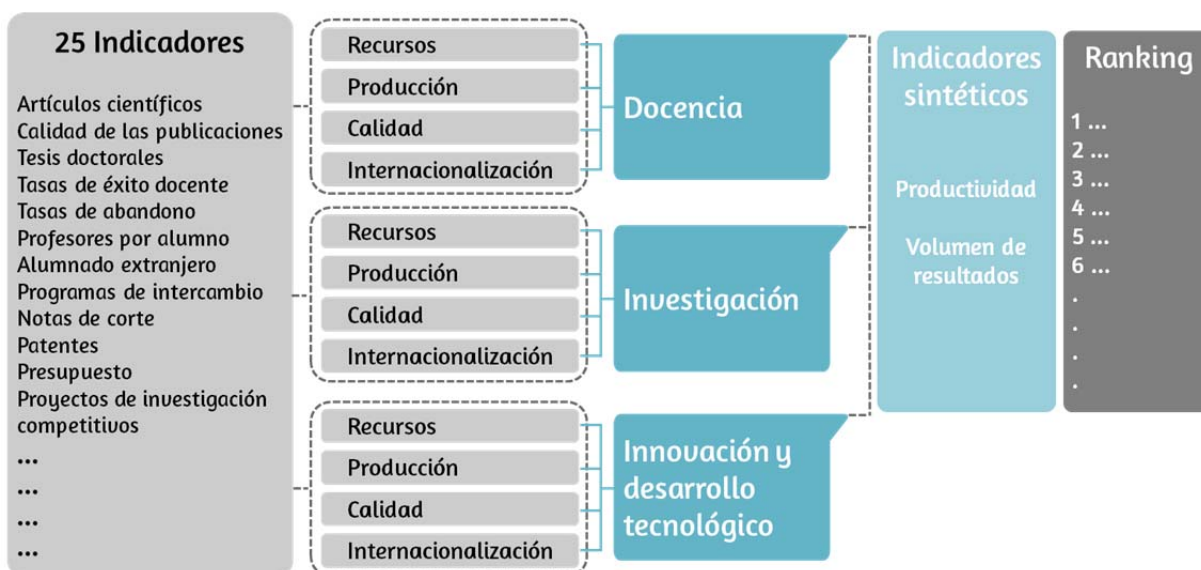 25 Indicadores
Artículos científicos
Calidad de las publicaciones
Tesis doctorales
Tasas de éxito docente
Tasas de abandono
Profesores por alumno
Alumnado extranjero
Programas de intercambio
Notas de corte
Patentes
Presupuesto
Proyectos de investigación
competitivos
...
...
...
...
Recursos
Producción
Calidad
Internacionalización
Docencia
Recursos
Producción
Calidad
Internacionalización
Investigación
Recursos
Producción
Calidad
Internacionalización
Innovación y
desarrollo
tecnológico
Indicadores
sintéticos
Productividad
Volumen de
resultados
Ranking
1 ...
2 ...
3 ...
4 ...
5 ...
6 ...
.
.
.
.